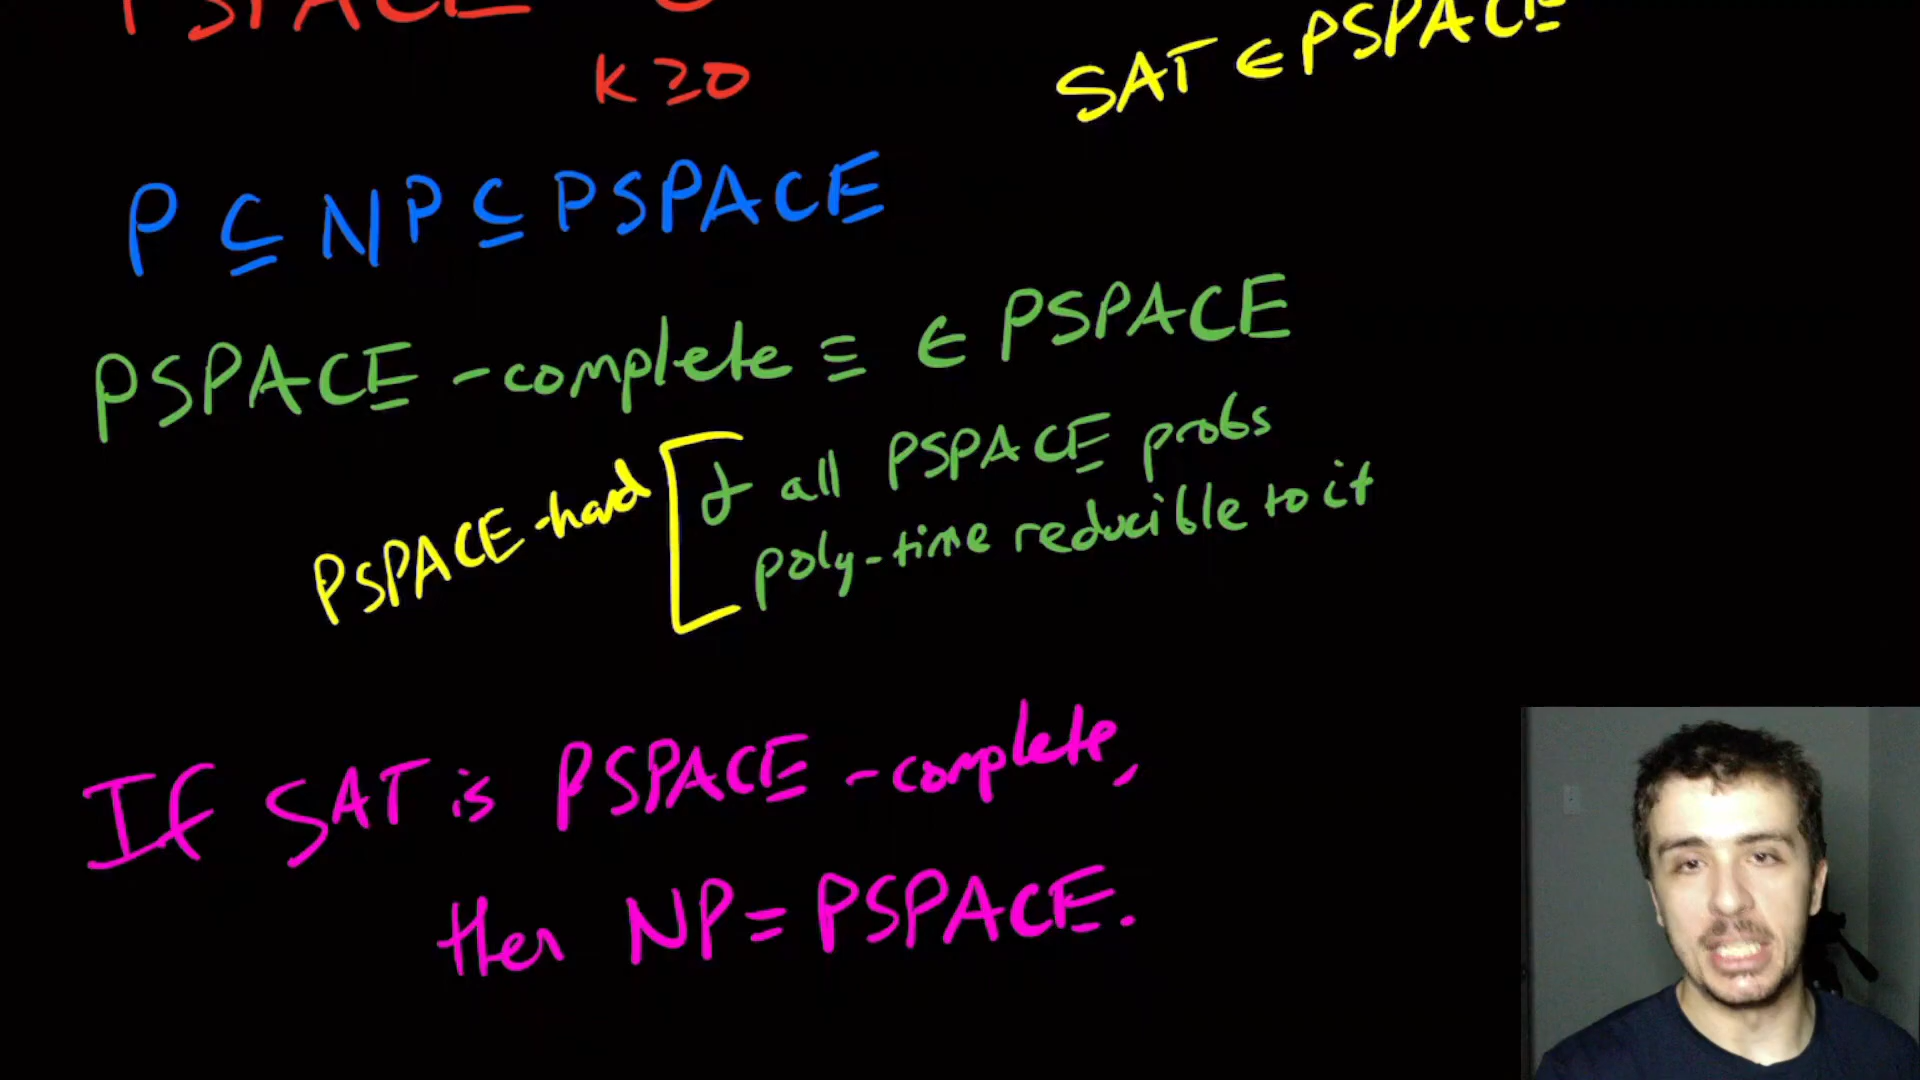 PSPACE
K ≥ 0
SAT ∈ PSPACE
P ⊆ NP ⊆ PSPACE
PSPACE-complete ≡ ∈ PSPACE
PSPACE-hard
& all PSPACE probs
poly-time reducible to it
If SAT is PSPACE-complete,
then NP = PSPACE.